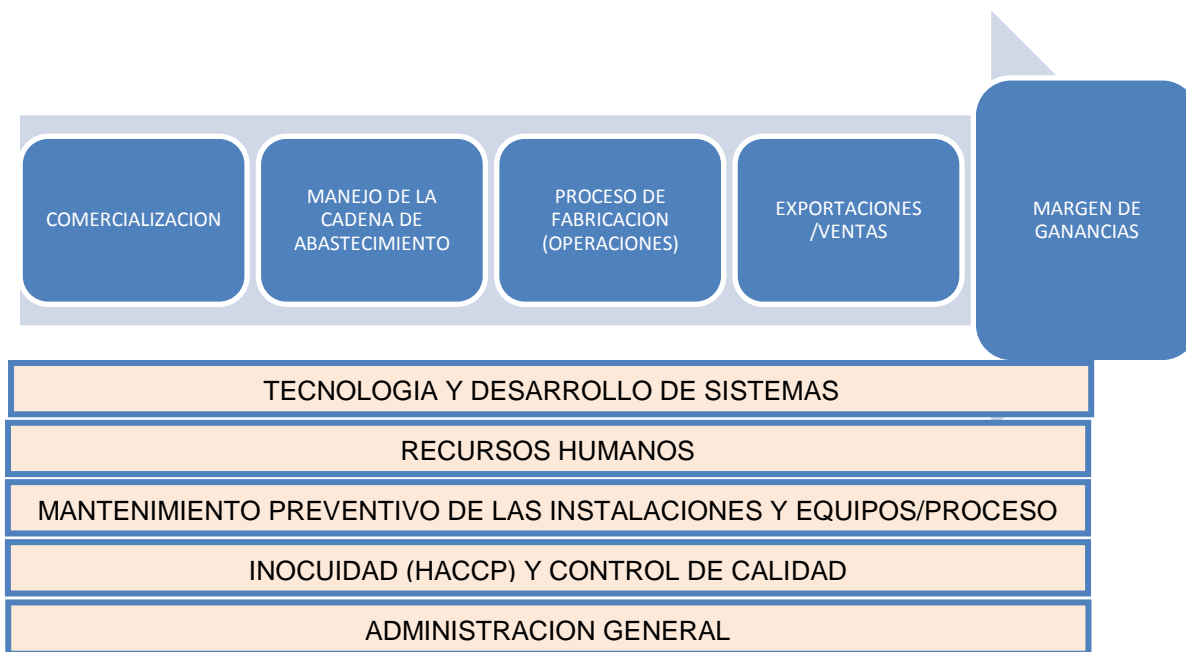 COMERCIALIZACION
MANEJO DE LA
CADENA DE
ABASTECIMIENTO
PROCESO DE
FABRICACION
(OPERACIONES)
EXPORTACIONES
/VENTAS
MARGEN DE
GANANCIAS
TECNOLOGIA Y DESARROLLO DE SISTEMAS
RECURSOS HUMANOS
MANTENIMIENTO PREVENTIVO DE LAS INSTALACIONES Y EQUIPOS/PROCESO
INOCUIDAD (HACCP) Y CONTROL DE CALIDAD
ADMINISTRACION GENERAL